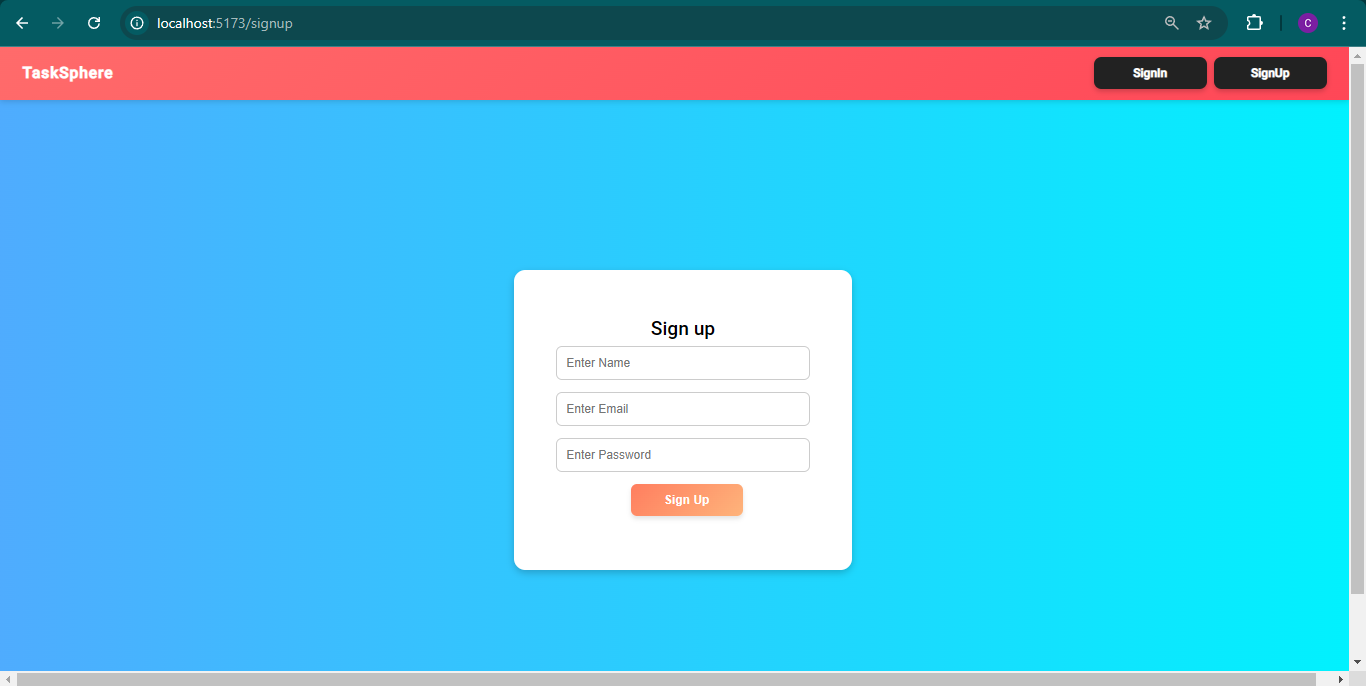 localhost:5173/signup
C
TaskSphere
SignIn
SignUp
Sign up
Enter Name
Enter Email
Enter Password
Sign Up